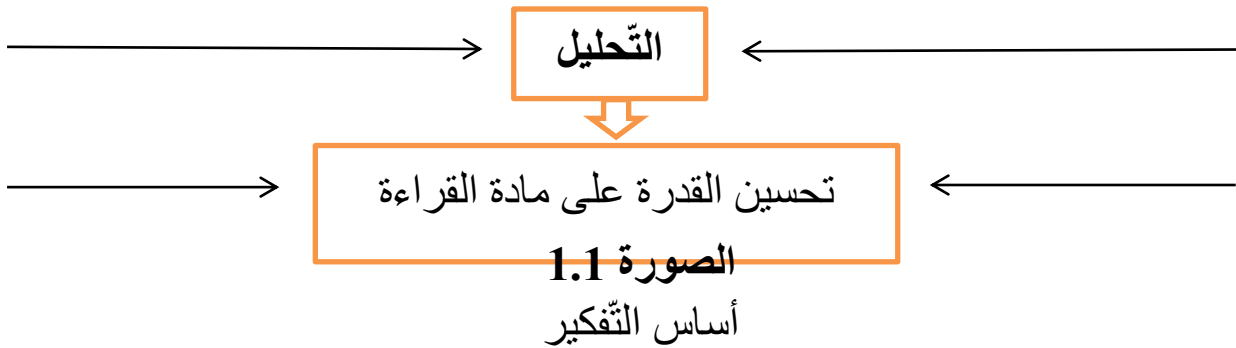 التّحليل
تحسين القدرة على مادة القراءة
الصورة 1.1
أساس التّفكير